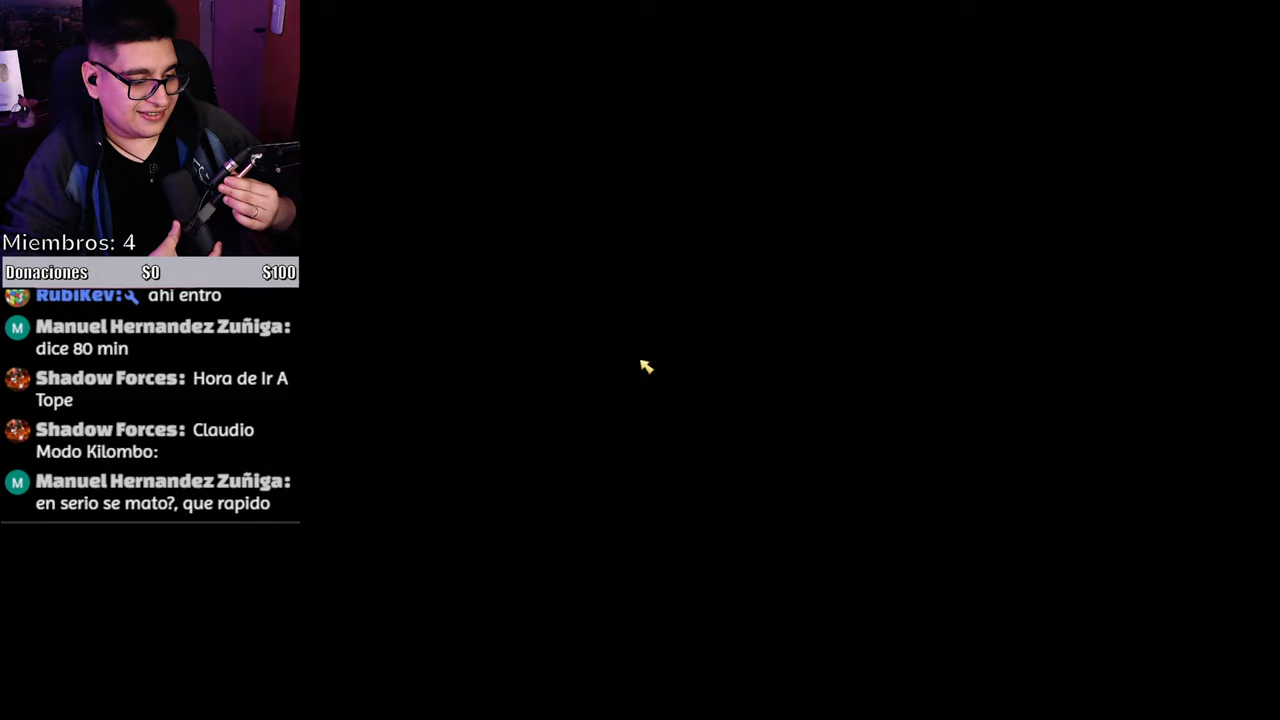 Miembros: 4
Donaciones $0 $100
RubiKev: ahi entro
Manuel Hernandez Zuñiga:
dice 80 min
Shadow Forces: Hora de Ir A
Tope
Shadow Forces: Claudio
Modo Kilombo:
M Manuel Hernandez Zuñiga:
en serio se mato?, que rapido